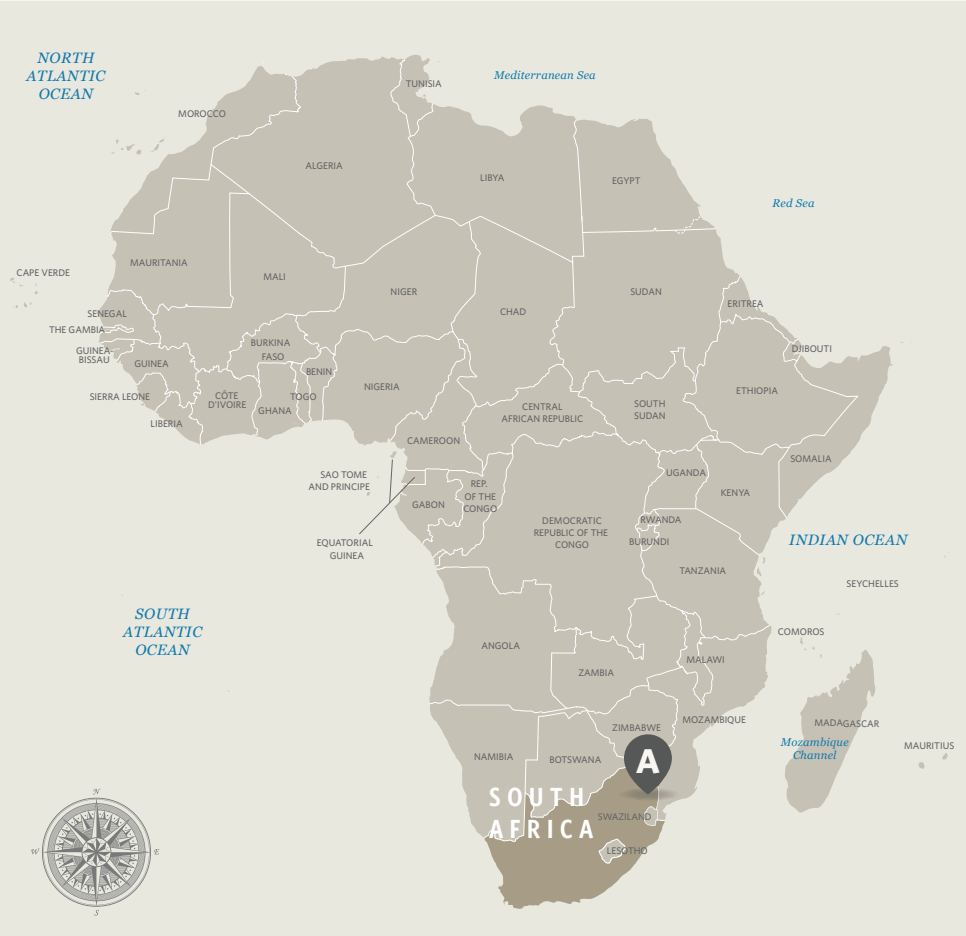 NORTH
ATLANTIC
OCEAN
Mediterranean Sea
TUNISIA
MOROCCO
ALGERIA
LIBYA
EGYPT
Red Sea
CAPE VERDE
MAURITANIA
MALI
NIGER
CHAD
SUDAN
ERITREA
SENEGAL
THE GAMBIA
GUINEA-
BISSAU
GUINEA
SIERRA LEONE
LIBERIA
CÔTE
D'IVOIRE
BURKINA
FASO
GHANA
TOGO
BENIN
NIGERIA
DJIBOUTI
ETHIOPIA
CENTRAL
AFRICAN REPUBLIC
SOUTH
SUDAN
CAMEROON
SOMALIA
SAO TOME
AND PRINCIPE
EQUATORIAL
GUINEA
GABON
REP.
OF THE
CONGO
DEMOCRATIC
REPUBLIC OF THE
CONGO
UGANDA
KENYA
RWANDA
BURUNDI
TANZANIA
INDIAN OCEAN
SEYCHELLES
SOUTH
ATLANTIC
OCEAN
COMOROS
ANGOLA
ZAMBIA
MALAWI
MOZAMBIQUE
ZIMBABWE
MADAGASCAR
Mozambique
Channel
MAURITIUS
NAMIBIA
BOTSWANA
A
SOUTH
AFRICA
SWAZILAND
LESOTHO
N
W
E
S